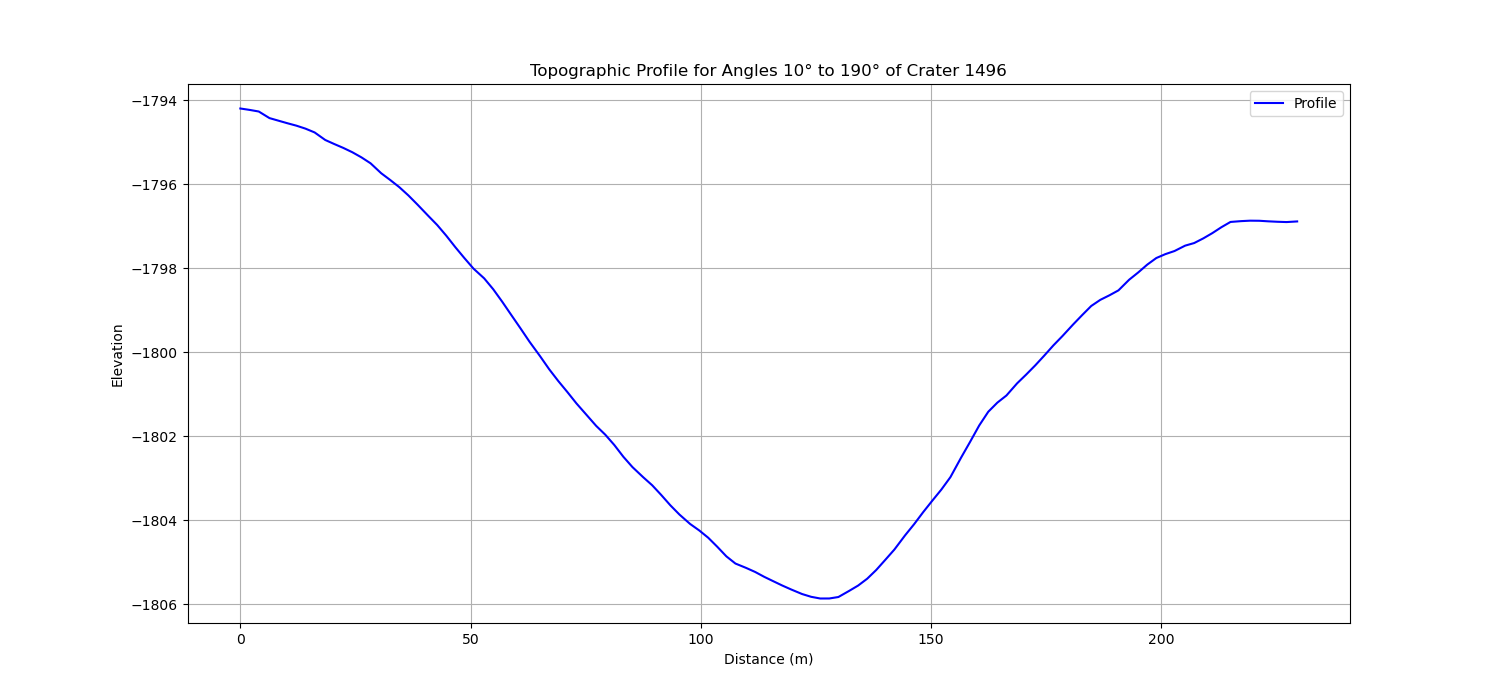 Topographic Profile for Angles 10° to 190° of Crater 1496
Profile
−1794
−1796
−1798
−1800
−1802
−1804
−1806
Elevation
0 50 100 150 200
Distance (m)